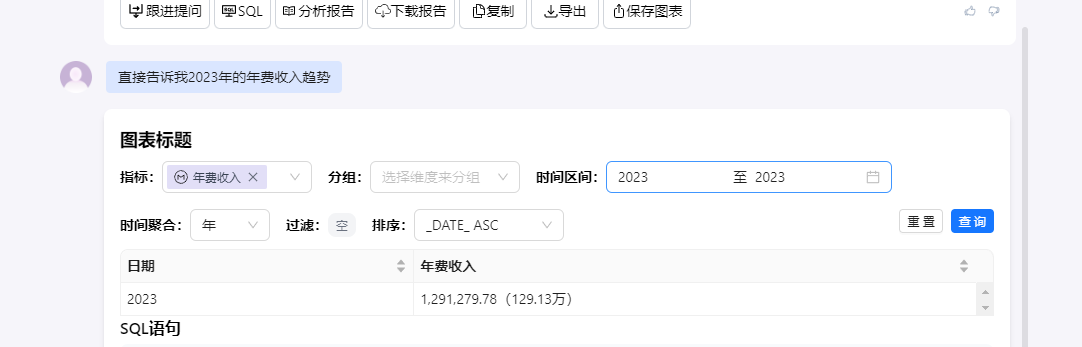 跟进提问 SQL 分析报告 下载报告 复制 导出 保存图表
直接告诉我2023年的年费收入趋势
图表标题
指标: 年费收入 分组: 选择维度来分组 时间区间: 2023 至 2023
时间聚合: 年 过滤: 空 排序: _DATE_ ASC 重置 查询
日期 年费收入
2023 1,291,279.78（129.13万）
SQL语句